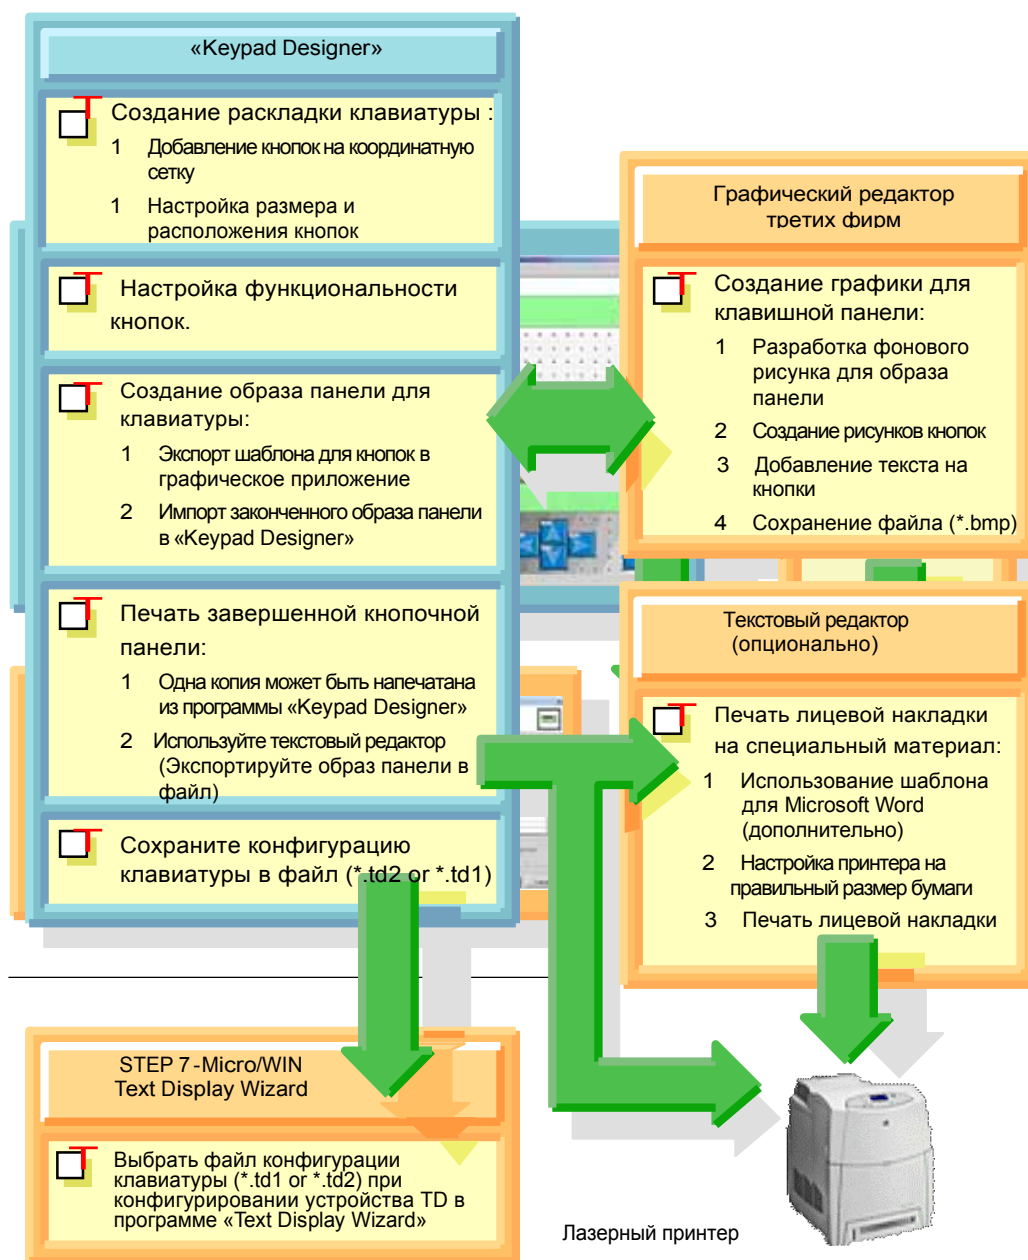 «Keypad Designer»
Создание раскладки клавиатуры :
1 Добавление кнопок на координатную
сетку
1 Настройка размера и
расположения кнопок
Настройка функциональности
кнопок.
Создание образа панели для
клавиатуры:
1 Экспорт шаблона для кнопок в
графическое приложение
2 Импорт законченного образа панели
в «Keypad Designer»
Печать завершенной кнопочной
панели:
1 Одна копия может быть напечатана
из программы «Keypad Designer»
2 Используйте текстовый редактор
(Экспортируйте образ панели в
файл)
Сохраните конфигурацию
клавиатуры в файл (*.td2 or *.td1)
Графический редактор
третих фирм
Создание графики для
клавишной панели:
1 Разработка фонового
рисунка для образа
панели
2 Создание рисунков кнопок
3 Добавление текста на
кнопки
4 Сохранение файла (*.bmp)
Текстовый редактор
(опционально)
Печать лицевой накладки
на специальный материал:
1 Использование шаблона
для Microsoft Word
(дополнительно)
2 Настройка принтера на
правильный размер бумаги
3 Печать лицевой накладки
STEP 7-Micro/WIN
Text Display Wizard
Выбрать файл конфигурации
клавиатуры (*.td1 or *.td2) при
конфигурировании устройства TD в
программе «Text Display Wizard»
Лазерный принтер